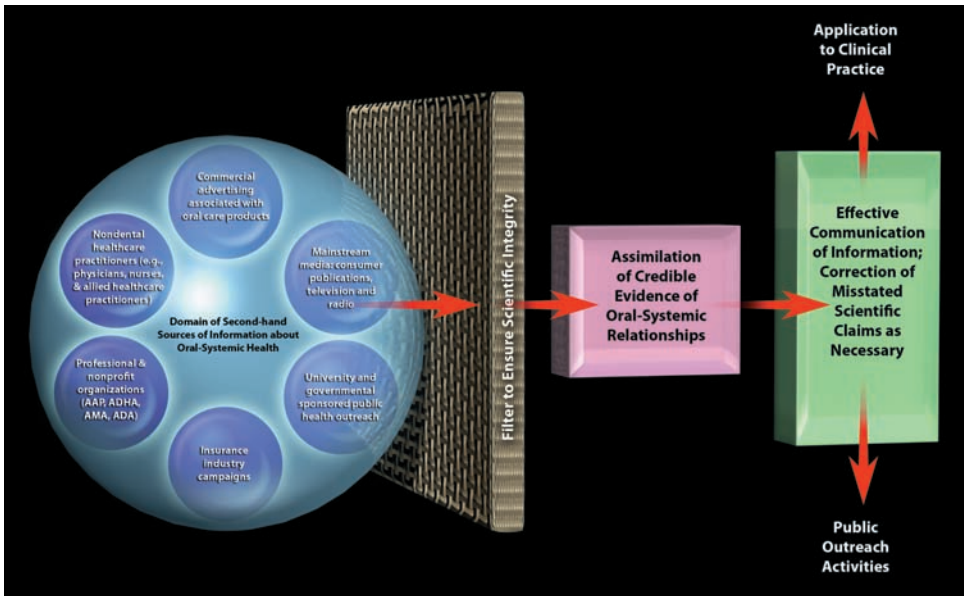 Commercial
advertising
associated with
oral care products
Nondental
healthcare
practitioners (e.g.,
physicians, nurses,
& allied healthcare
practitioners)
Mainstream
media: consumer
publications,
television and
radio
Domain of Second-hand
Sources of Information about
Oral-Systemic Health
Professional &
nonprofit
organizations
(AAP, ADHA,
AMA, ADA)
University and
governmental
sponsored public
health outreach
Insurance
industry
campaigns
Filter to Ensure Scientific Integrity
Assimilation
of Credible
Evidence of
Oral-Systemic
Relationships
Application
to Clinical
Practice
Effective
Communication
of Information;
Correction of
Misstated
Scientific
Claims as
Necessary
Public
Outreach
Activities